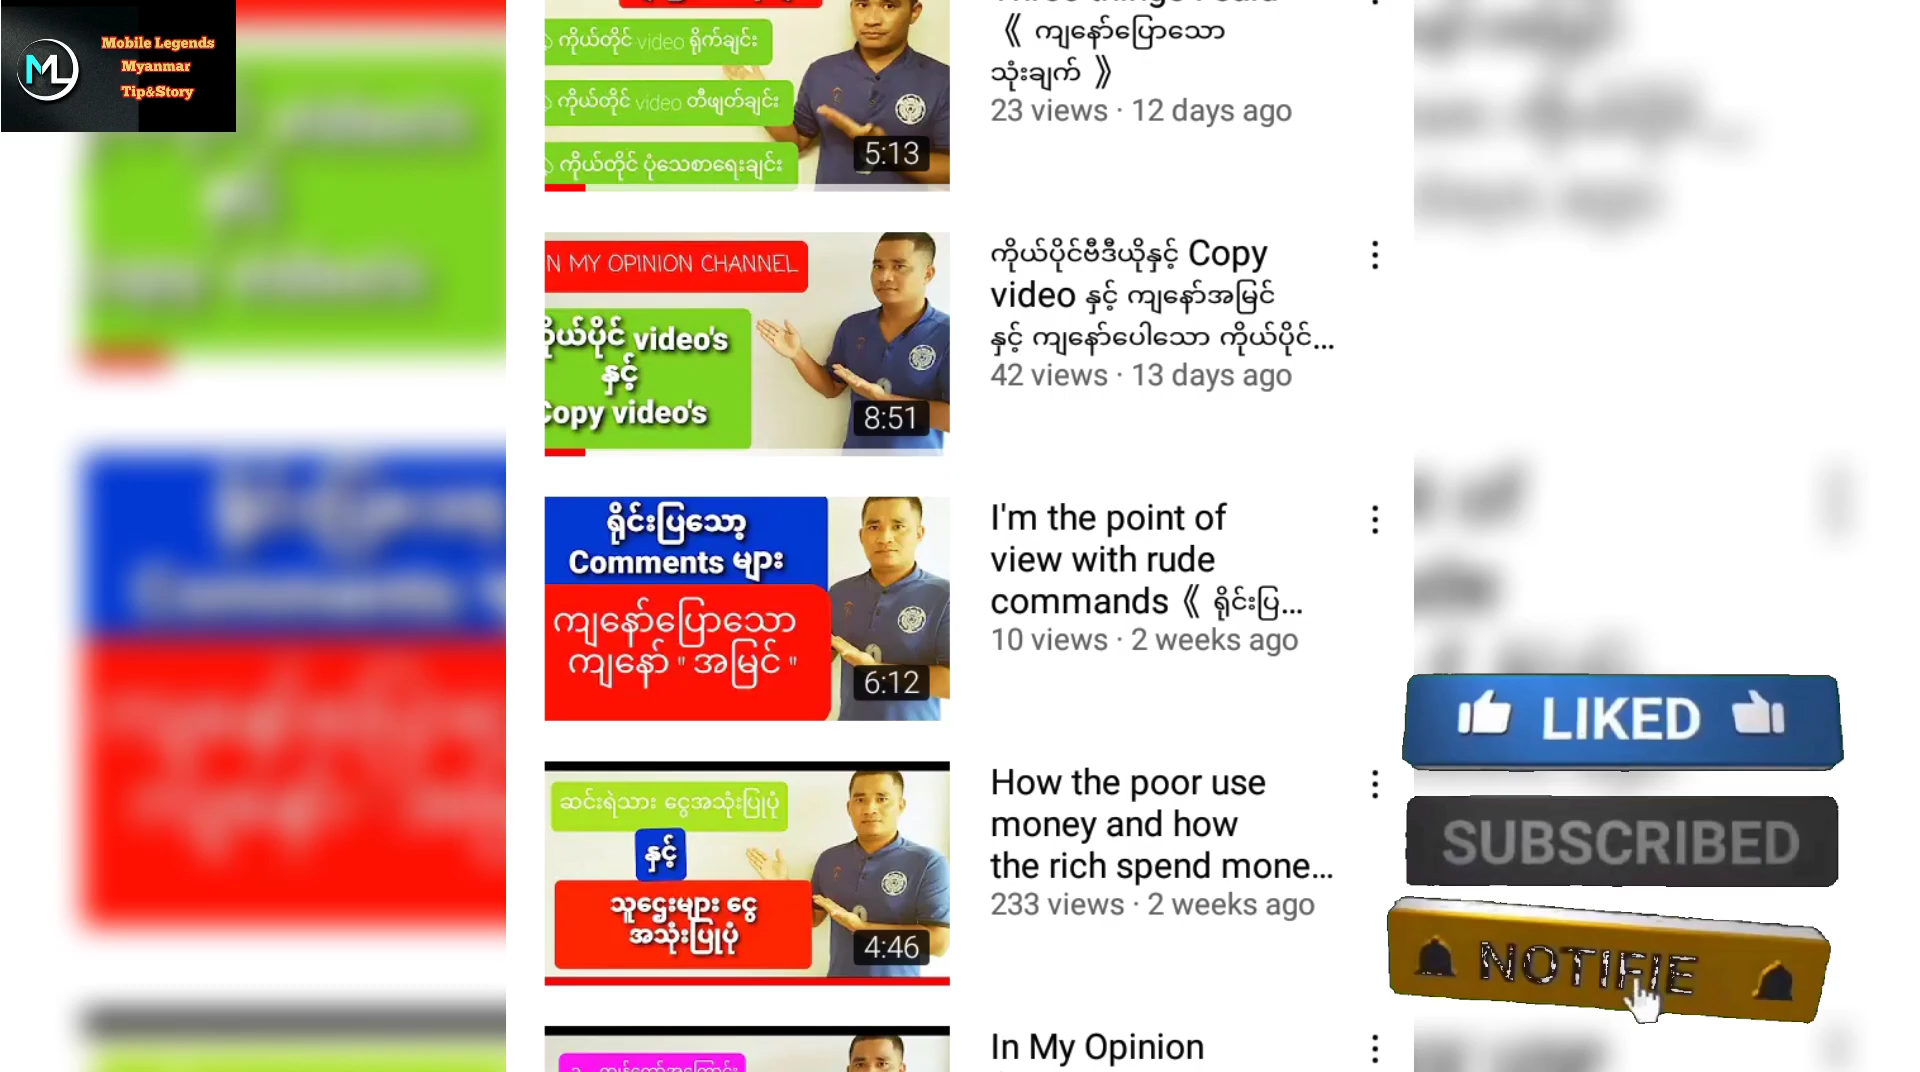 Mobile Legends
Myanmar
Tip&Story
ကိုယ်တိုင် video ရိုက်ချင်း
ကိုယ်တိုင် video တီဖျတ်ချင်း
ကိုယ်တိုင် ပုံသေစာရေးချင်း
5:13
《 ကျနော်ပြောသော
သုံးချက် 》
23 views · 12 days ago
IN MY OPINION CHANNEL
ကိုယ်ပိုင် video's
နှင့်
Copy video's
8:51
ကိုယ်ပိုင်ဗီဒီယိုနှင့် Copy
video နှင့် ကျနော်အမြင်
နှင့် ကျနော်ပေါသော ကိုယ်ပိုင်...
42 views · 13 days ago
ရိုင်းပြသော့
Comments များ
ကျနော်ပြောသော
ကျနော် " အမြင် "
6:12
I'm the point of
view with rude
commands 《 ရိုင်းပြ...
10 views · 2 weeks ago
ဆင်းရဲသား ငွေအသုံးပြုပုံ
နှင့်
သူဌေးများ ငွေ
အသုံးပြုပုံ
4:46
How the poor use
money and how
the rich spend mone...
233 views · 2 weeks ago
In My Opinion
LIKED
SUBSCRIBED
NOTIFIE